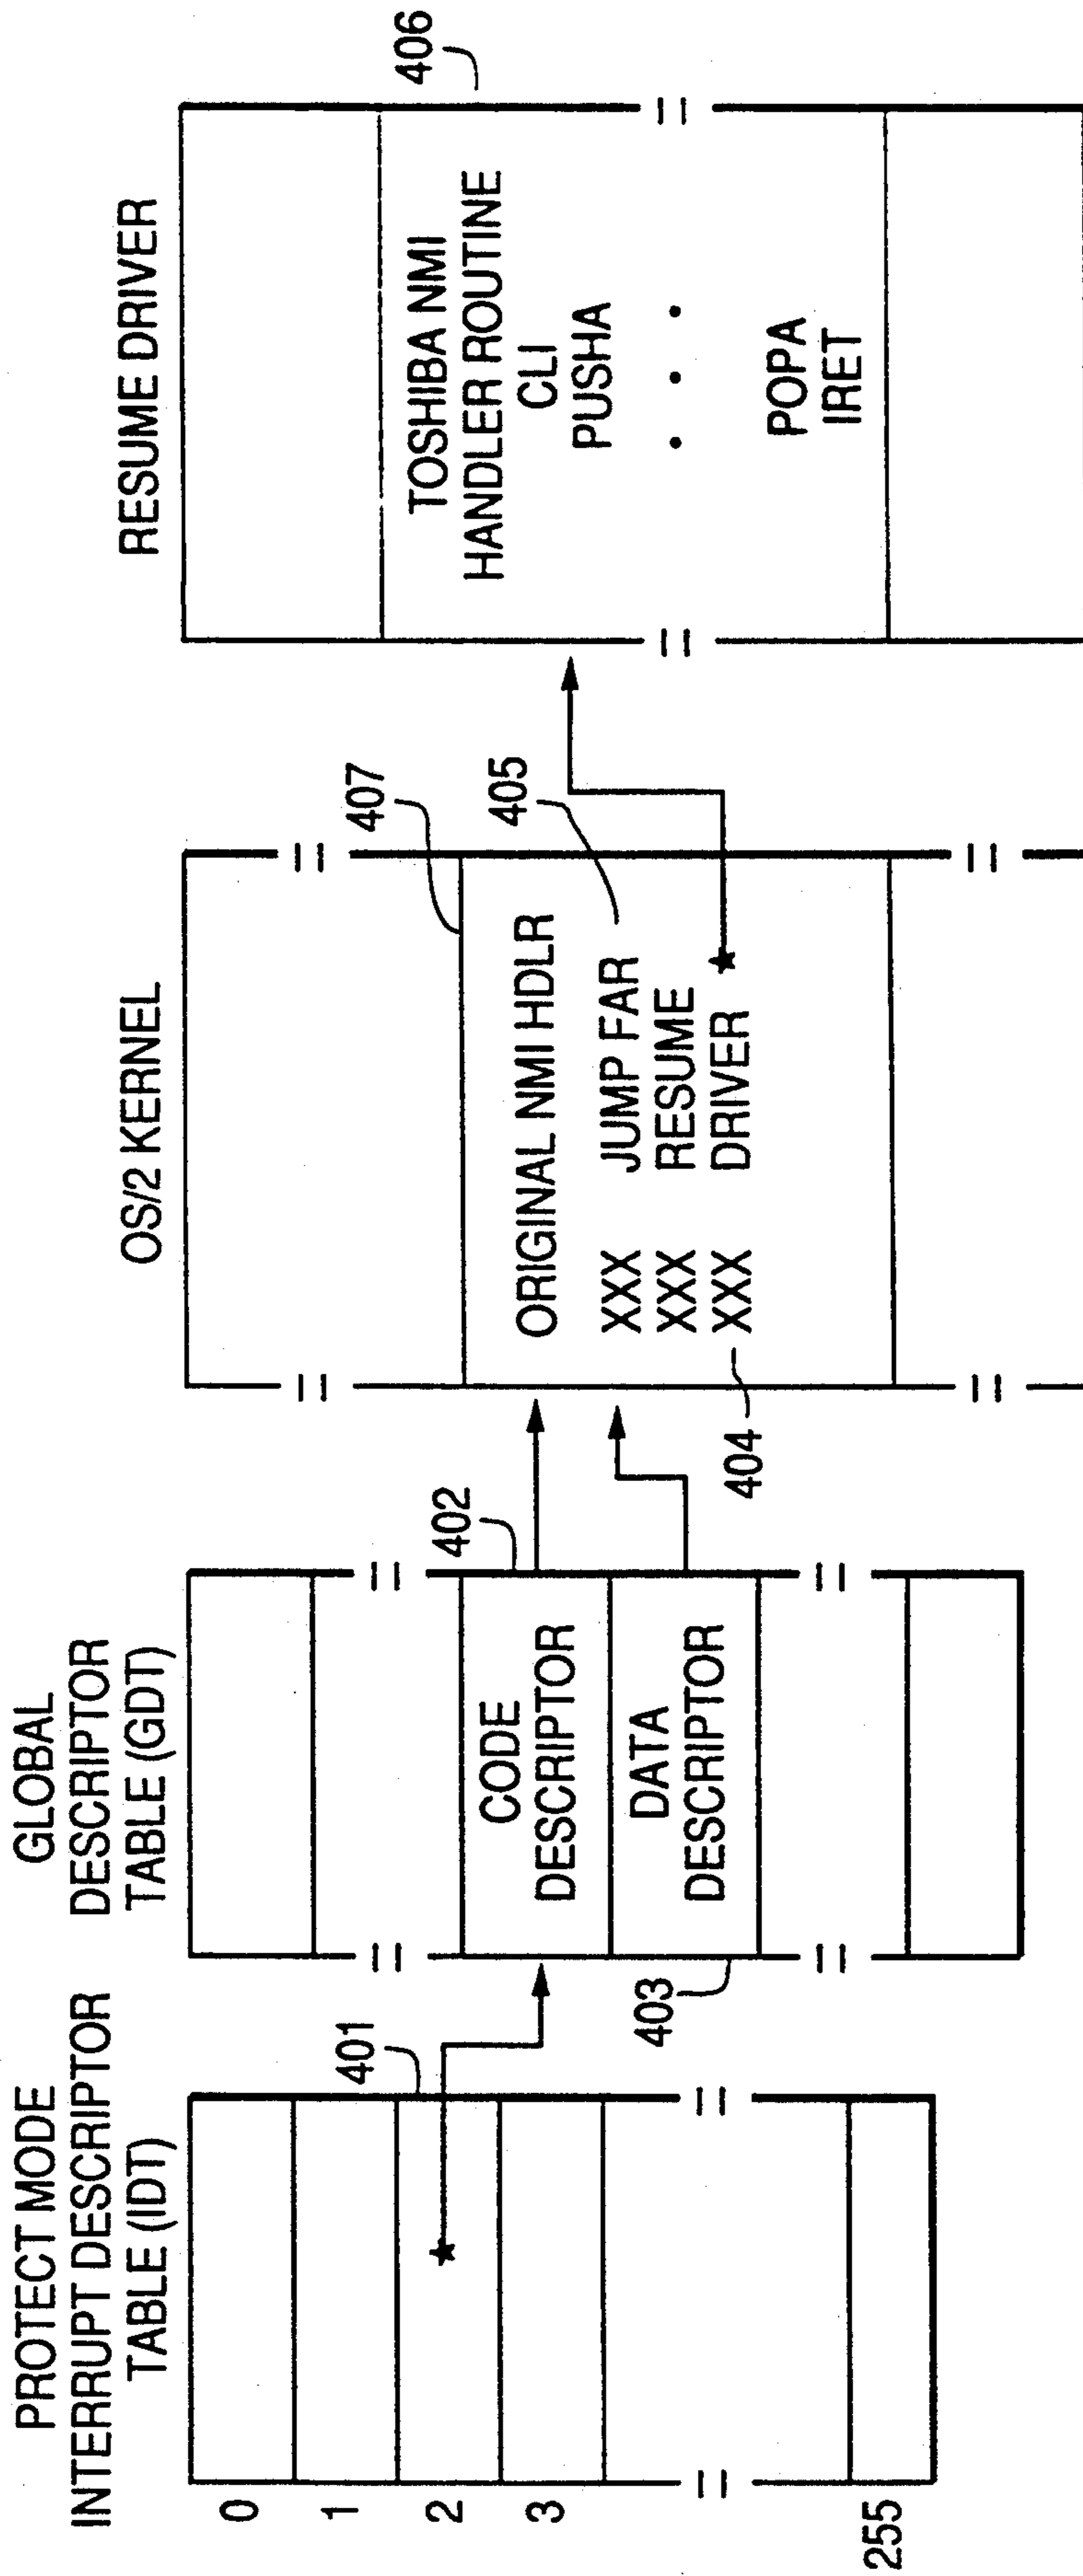 PROTECT MODE
INTERRUPT DESCRIPTOR
TABLE (IDT)
0
1
2
3
255
401
GLOBAL
DESCRIPTOR
TABLE (GDT)
CODE
DESCRIPTOR
DATA
DESCRIPTOR
402
403
OS/2 KERNEL
407
ORIGINAL NMI HDLR
XXX JUMP FAR
XXX RESUME
XXX DRIVER
404
405
RESUME DRIVER
TOSHIBA NMI
HANDLER ROUTINE
CLI
PUSHA
POPA
IRET
406